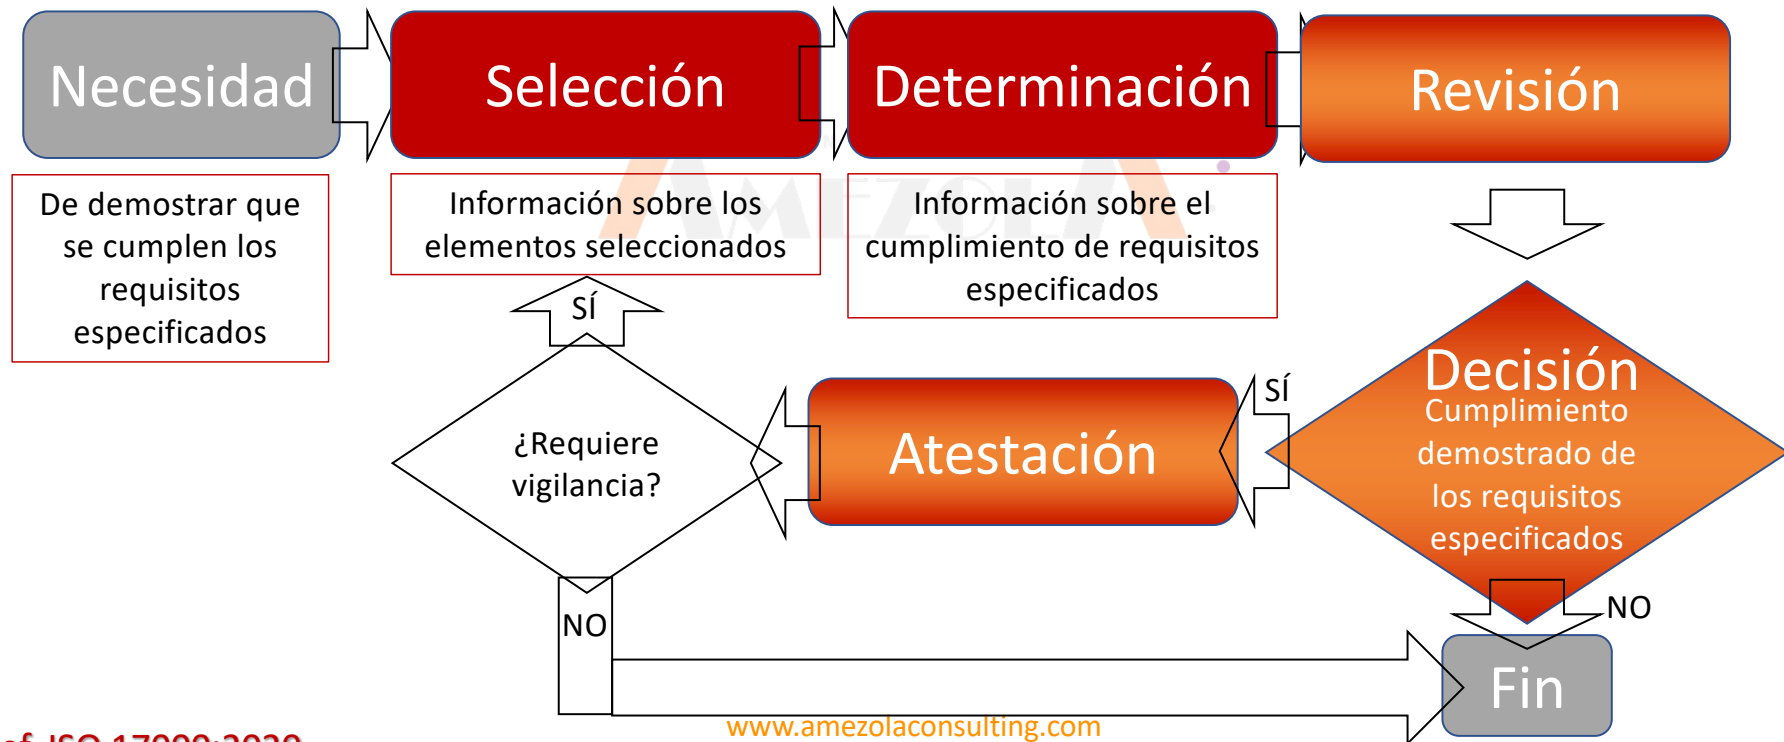 Necesidad
Selección
Determinación
Revisión
De demostrar que
se cumplen los
requisitos
especificados
Información sobre los
elementos seleccionados
Información sobre el
cumplimiento de requisitos
especificados
AMEZOLA
SÍ
¿Requiere
vigilancia?
NO
Atestación
SÍ
Decisión
Cumplimiento
demostrado de
los requisitos
especificados
NO
Fin
www.amezolaconsulting.com